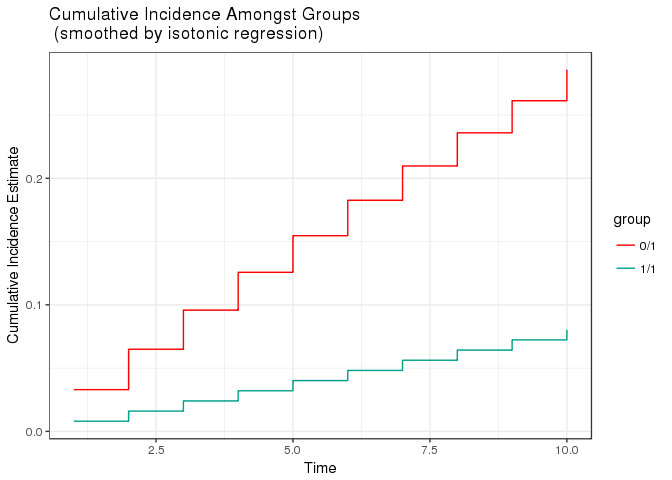 Cumulative Incidence Amongst Groups
(smoothed by isotonic regression)
Cumulative Incidence Estimate
0.2
0.1
0.0
2.5
5.0
7.5
10.0
Time
group
0/1
1/1